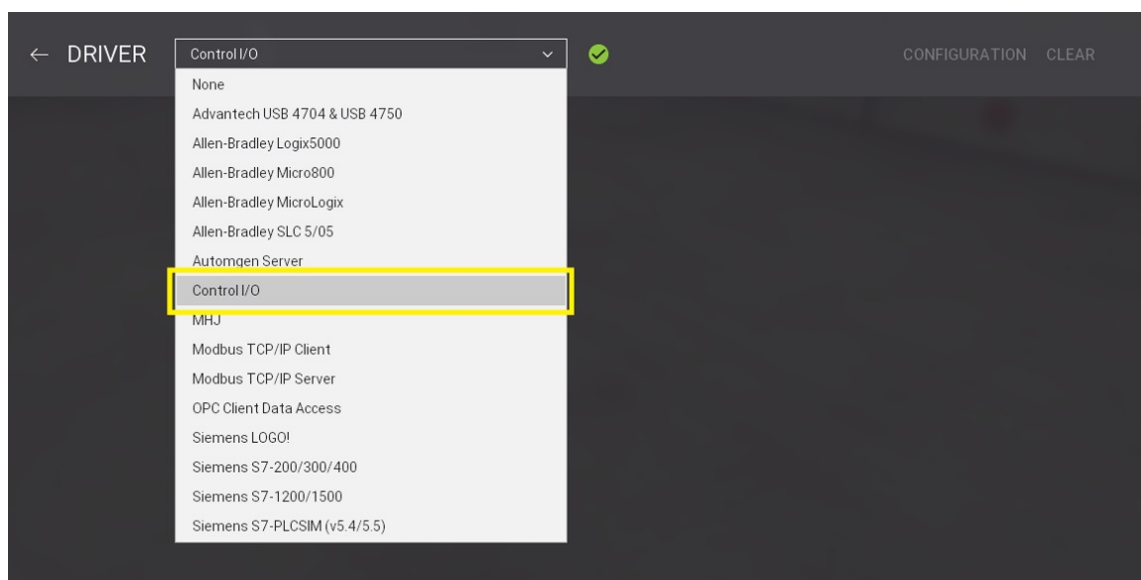 ← DRIVER Control I/O CONFIGURATION CLEAR
None
Advantech USB 4704 & USB 4750
Allen-Bradley Logix5000
Allen-Bradley Micro800
Allen-Bradley MicroLogix
Allen-Bradley SLC 5/05
Automgen Server
Control I/O
MHJ
Modbus TCP/IP Client
Modbus TCP/IP Server
OPC Client Data Access
Siemens LOGO!
Siemens S7-200/300/400
Siemens S7-1200/1500
Siemens S7-PLCSIM (v5.4/5.5)